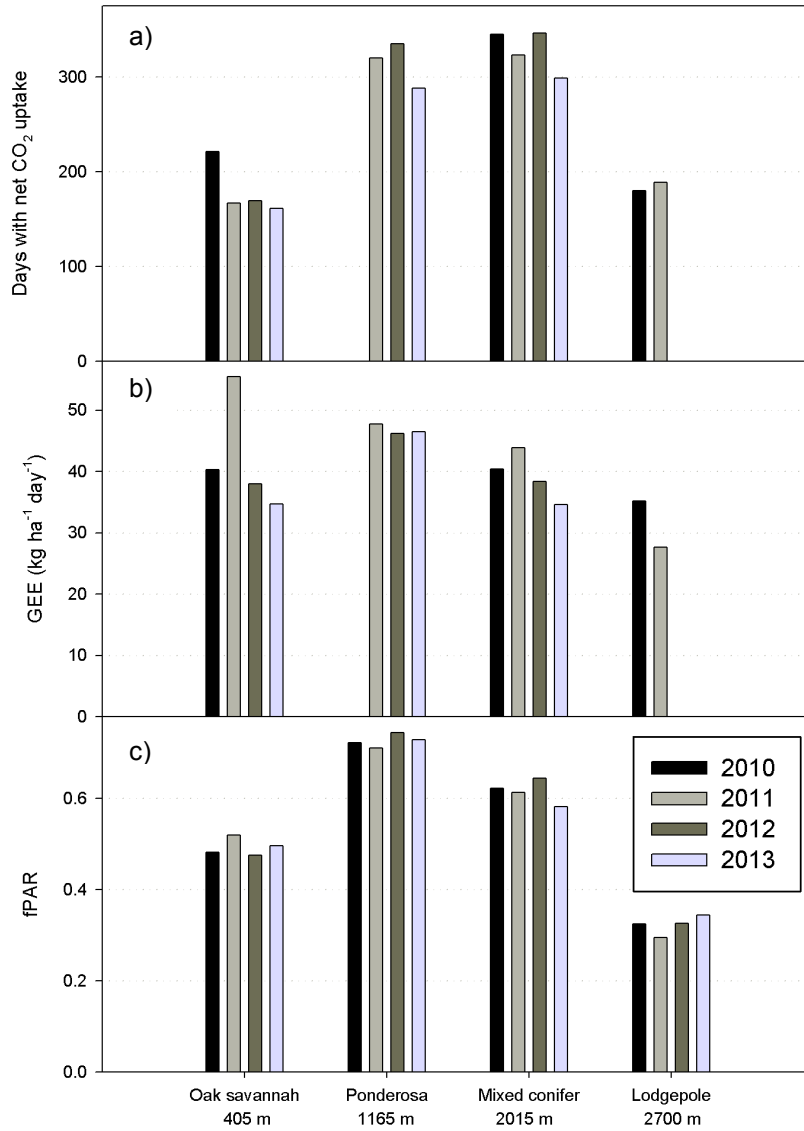 a)
Days with net CO₂ uptake
300
200
100
0
b)
GEE (kg ha⁻¹ day⁻¹)
50
40
30
20
10
0
c)
fPAR
0.6
0.4
0.2
0.0
2010
2011
2012
2013
Oak savannah Ponderosa Mixed conifer Lodgepole
405 m 1165 m 2015 m 2700 m